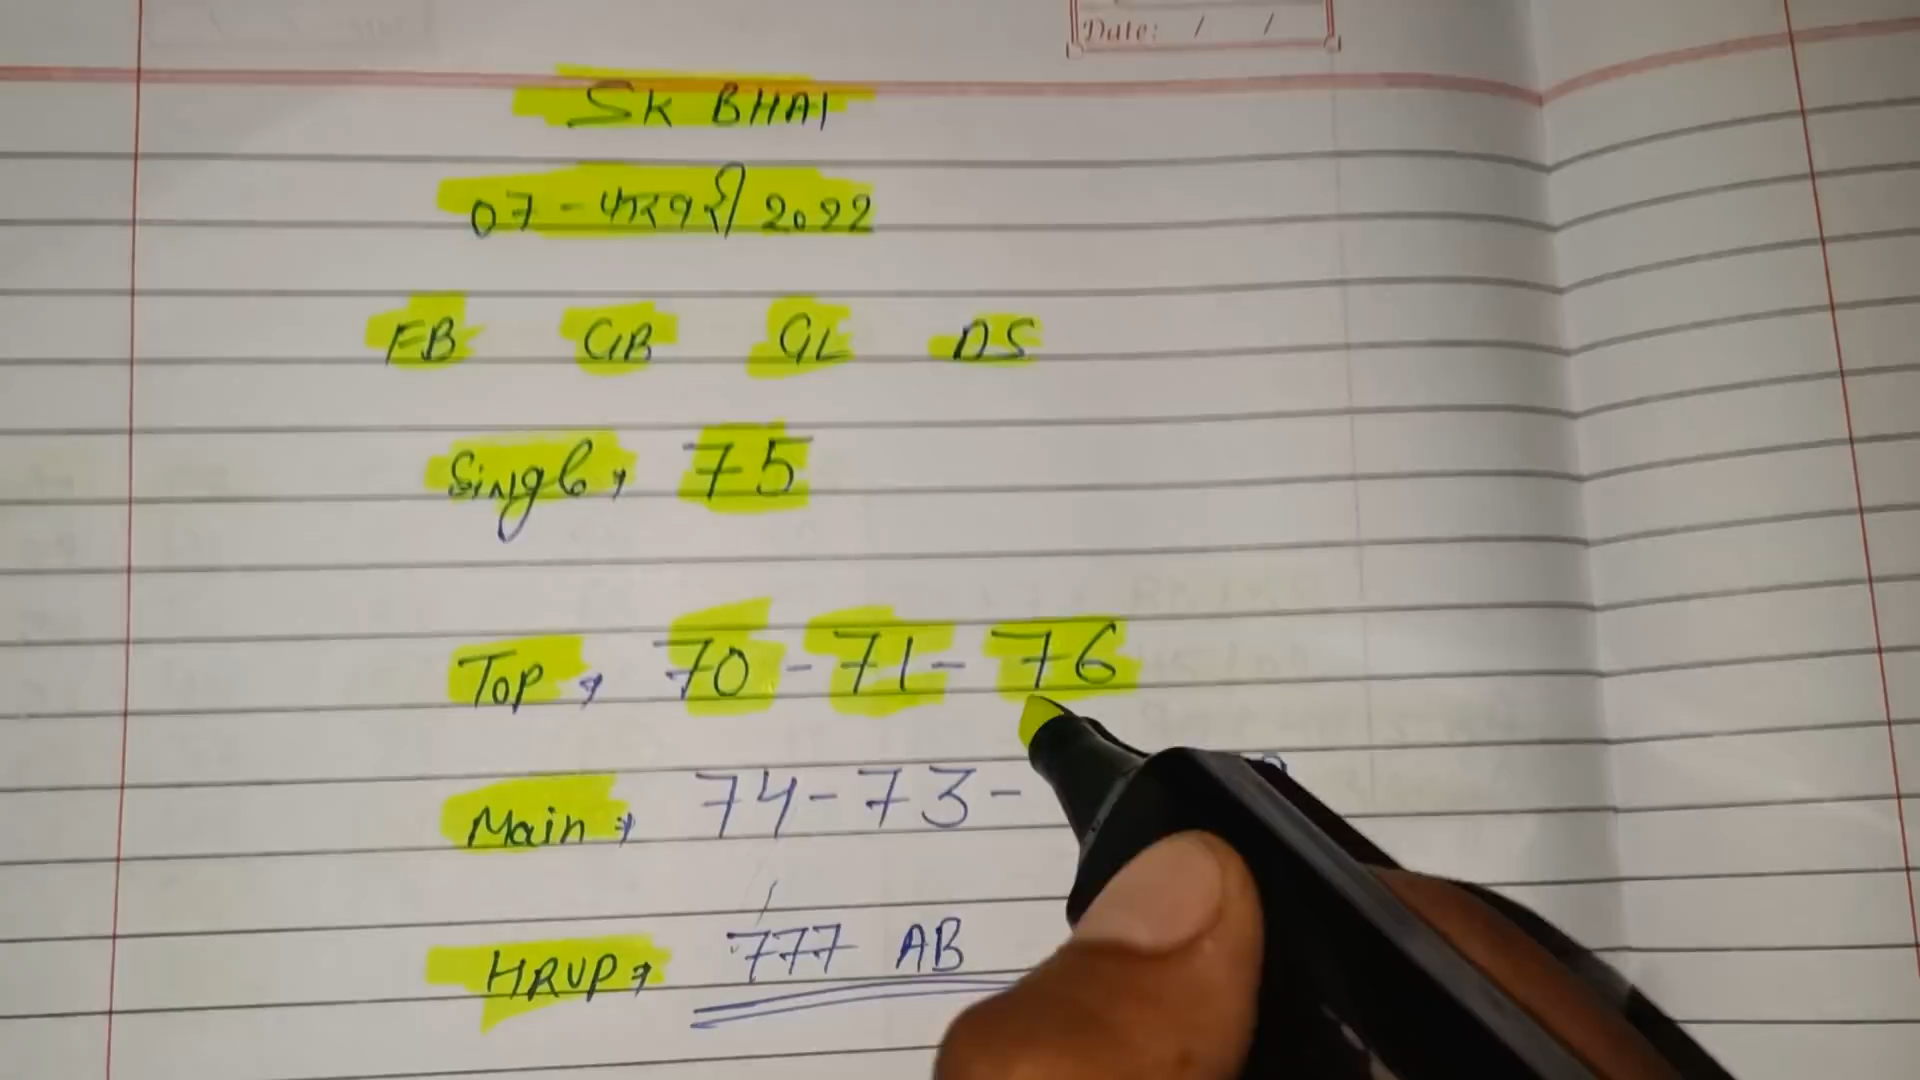 Date: / /
SK BHAI
07 - फरवरी 2022
FB GB GL DS
Single, 75
Top, 70 - 71 - 76
Main, 74 - 73 -
HRUP, 777 AB